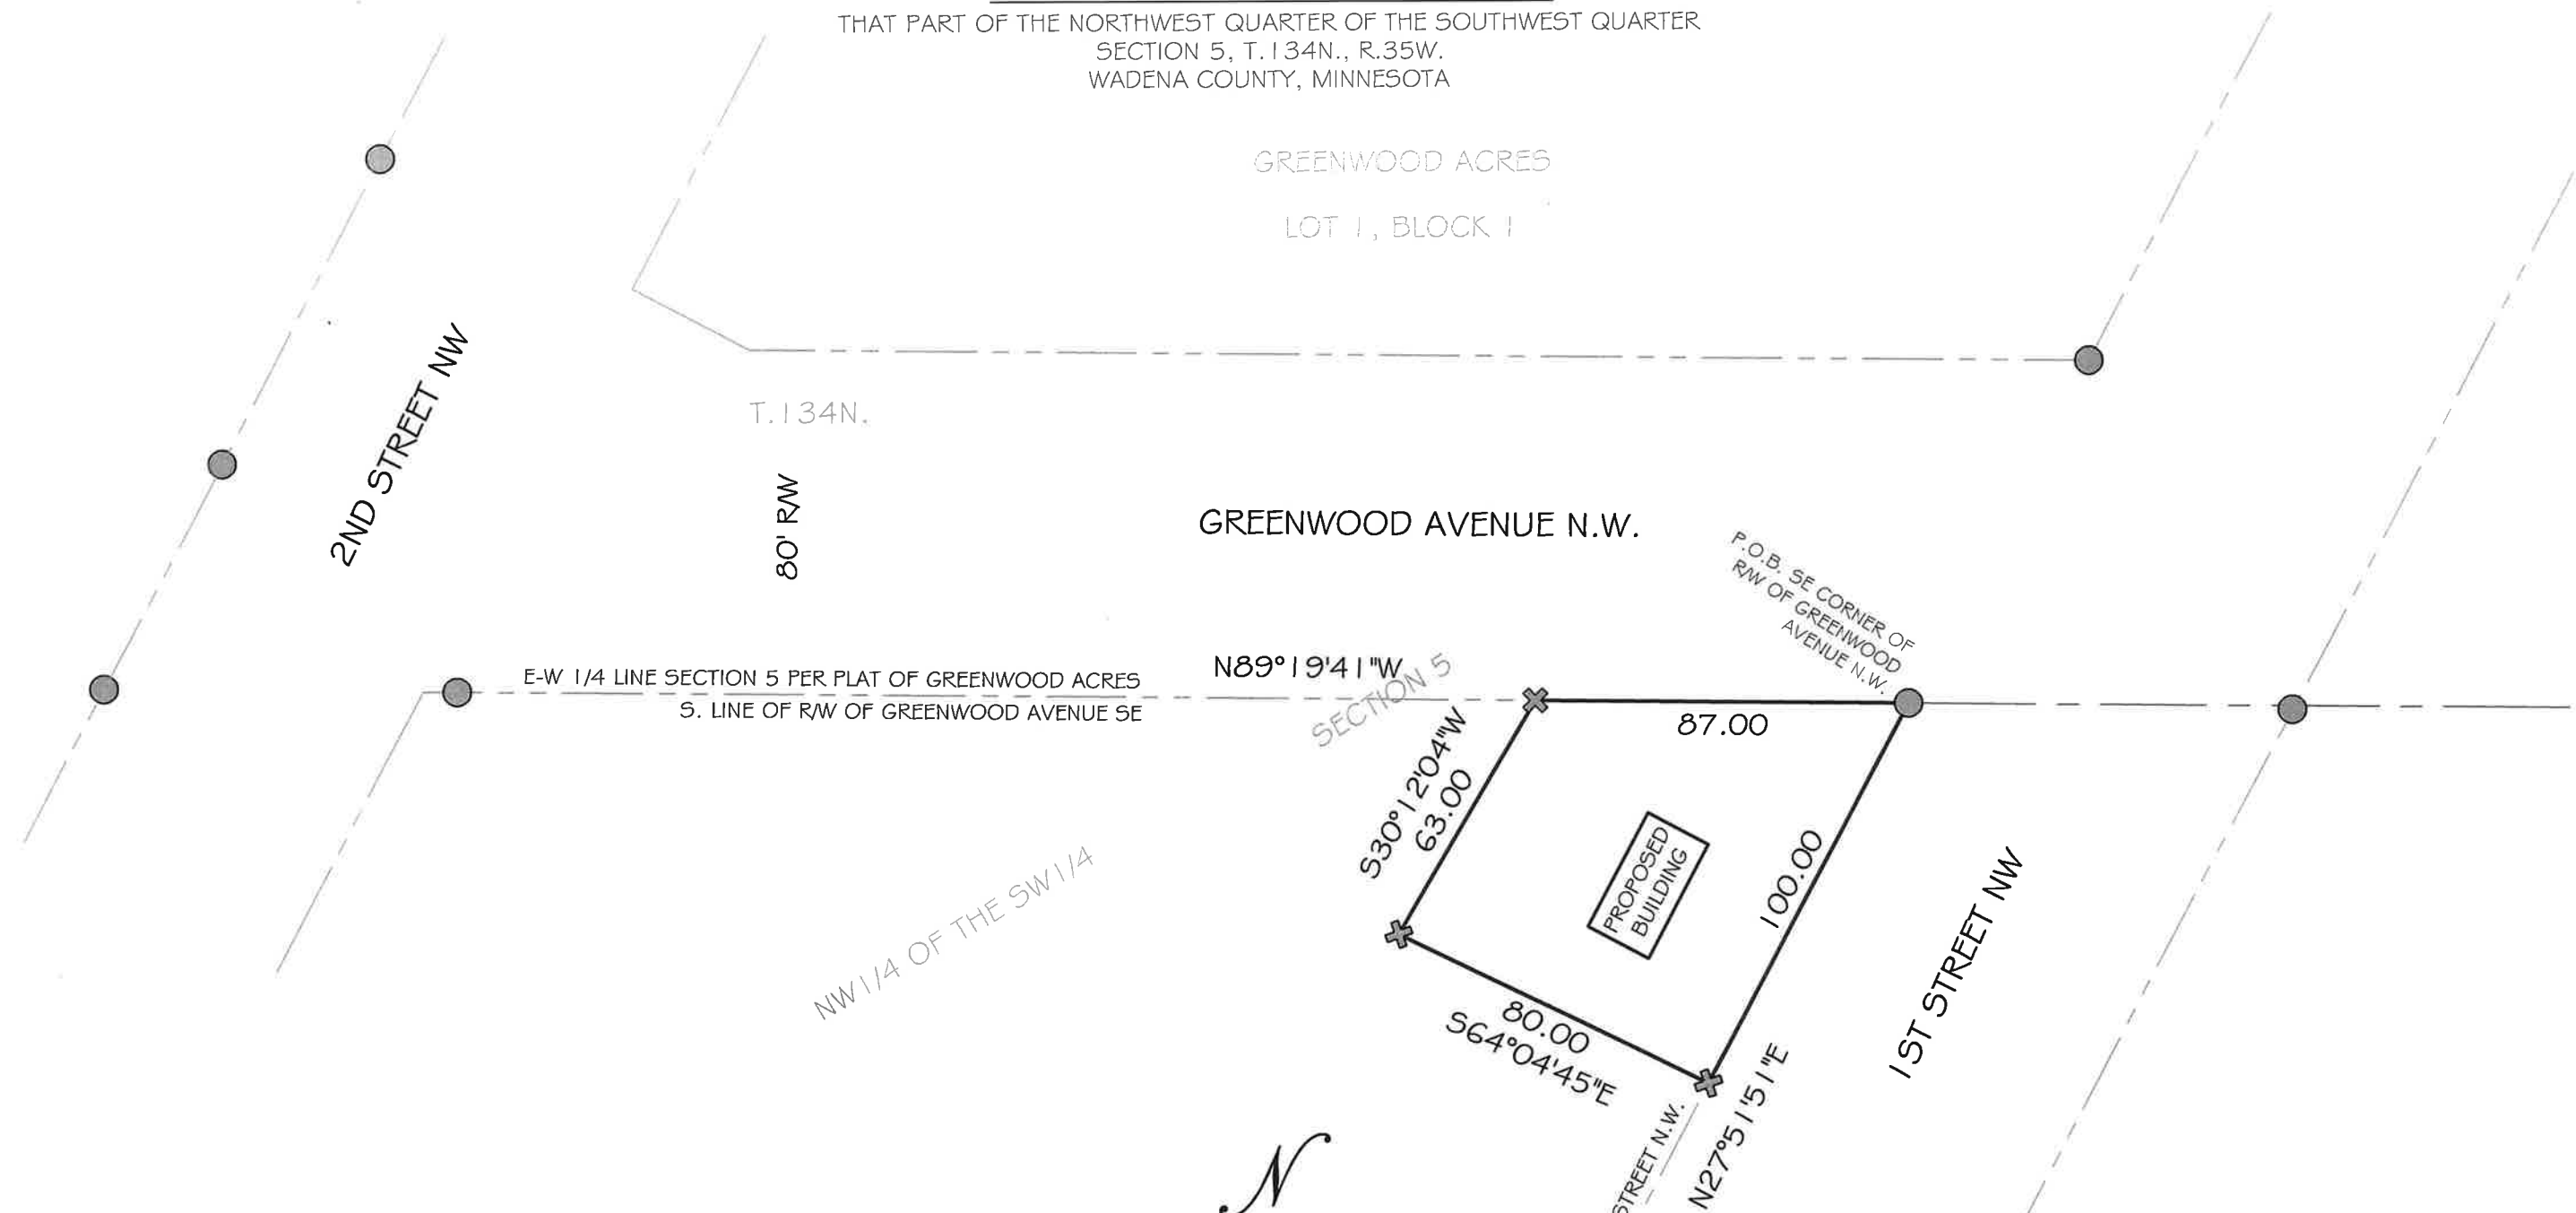 THAT PART OF THE NORTHWEST QUARTER OF THE SOUTHWEST QUARTER
SECTION 5, T.134N., R.35W.
WADENA COUNTY, MINNESOTA
GREENWOOD ACRES
LOT 1, BLOCK 1
2ND STREET NW
T.134N.
80' R/W
GREENWOOD AVENUE N.W.
P.O.B. SE CORNER OF
R/W OF GREENWOOD
AVENUE N.W.
E-W 1/4 LINE SECTION 5 PER PLAT OF GREENWOOD ACRES
S. LINE OF R/W OF GREENWOOD AVENUE SE
N89°19'41"W
SECTION 5
87.00
S30°12'04"W
63.00
PROPOSED
BUILDING
100.00
NW1/4 OF THE SW1/4
1ST STREET NW
80.00
S64°04'45"E
STREET N.W.
N27°51'51"E
N